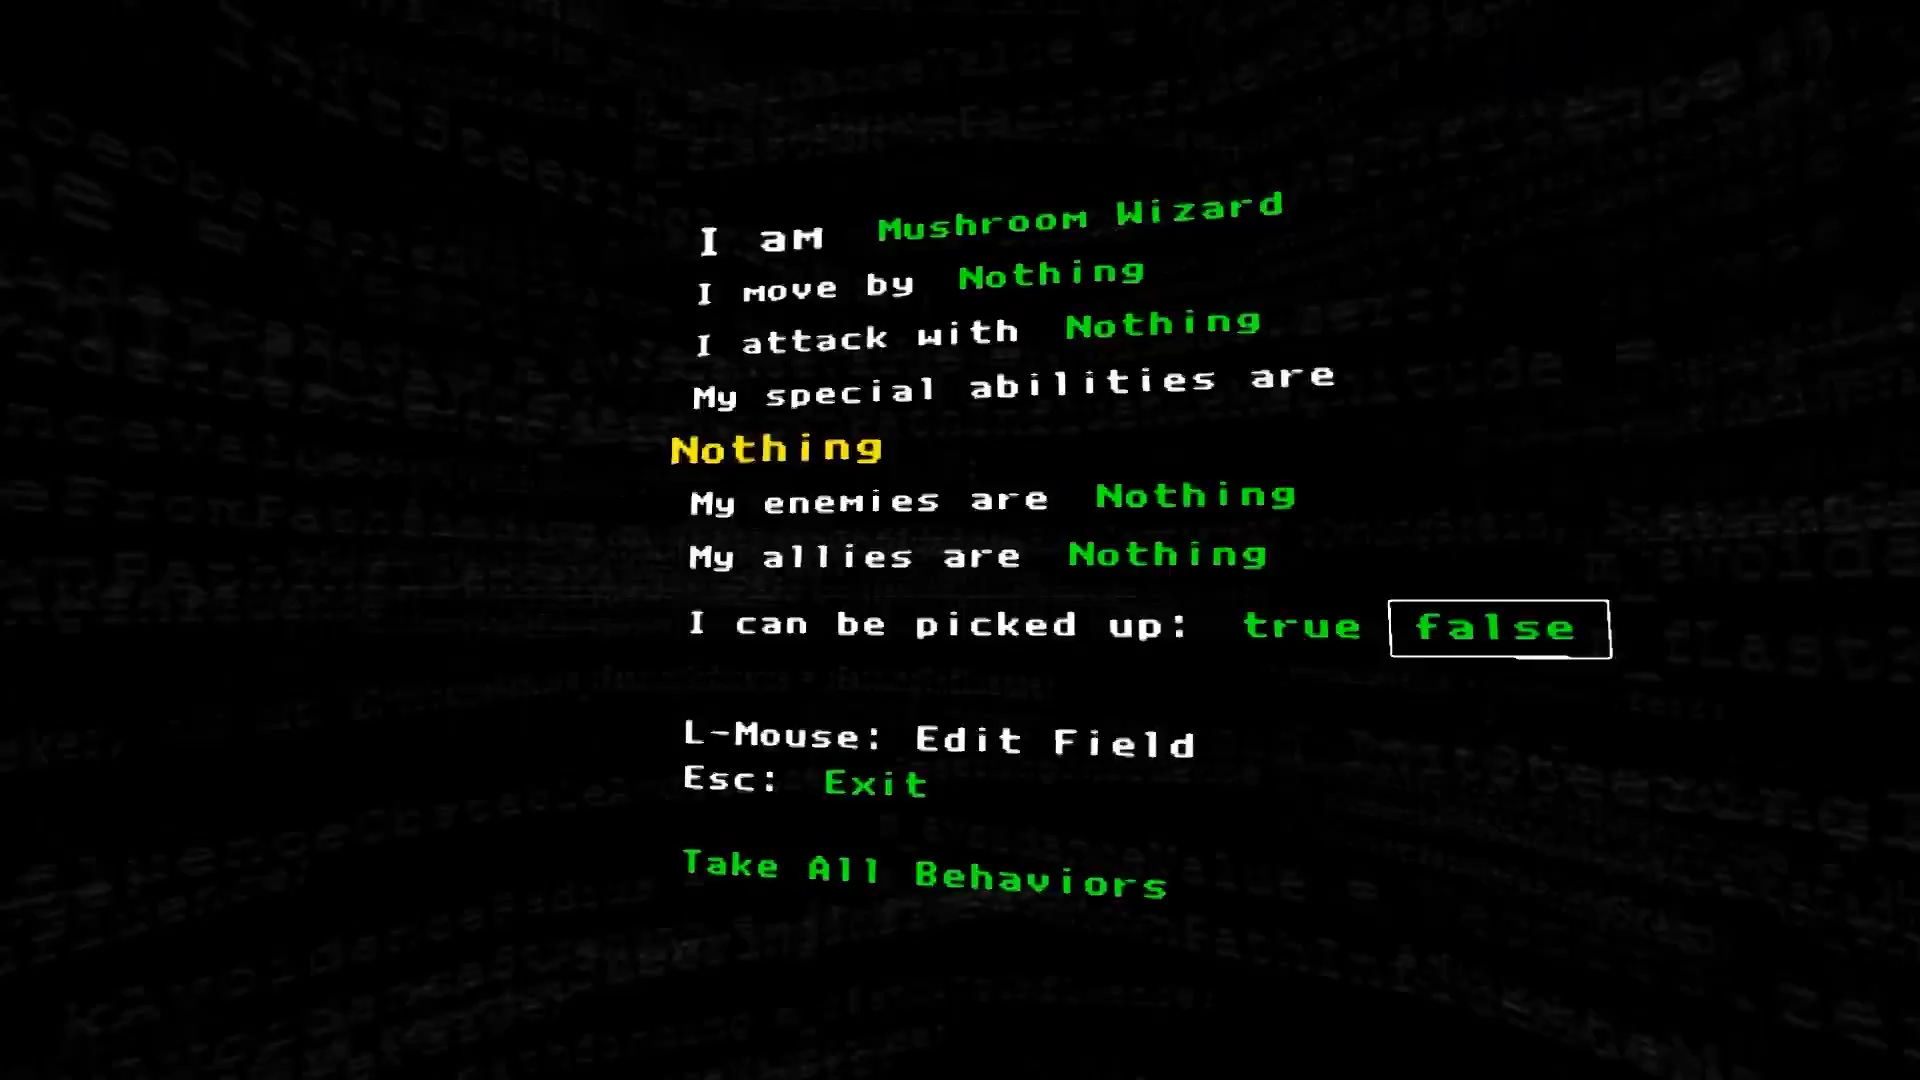 I am Mushroom Wizard
I move by Nothing
I attack with Nothing
My special abilities are
Nothing
My enemies are Nothing
My allies are Nothing
I can be picked up: true false
L-Mouse: Edit Field
Esc: Exit
Take All Behaviors